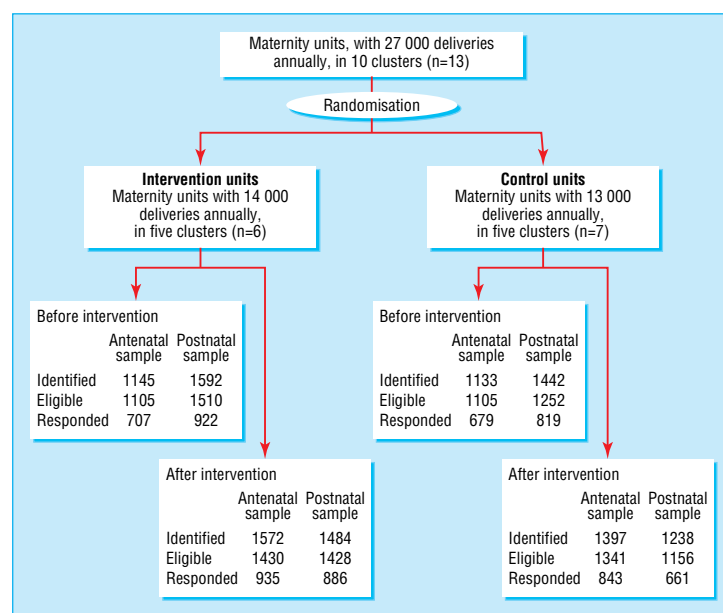 Maternity units, with 27 000 deliveries
annually, in 10 clusters (n=13)
Randomisation
Intervention units
Maternity units with 14 000
deliveries annually,
in five clusters (n=6)
Control units
Maternity units with 13 000
deliveries annually,
in five clusters (n=7)
Before intervention
Antenatal Postnatal
sample sample
Identified 1145 1592
Eligible 1105 1510
Responded 707 922
Before intervention
Antenatal Postnatal
sample sample
Identified 1133 1442
Eligible 1105 1252
Responded 679 819
After intervention
Antenatal Postnatal
sample sample
Identified 1572 1484
Eligible 1430 1428
Responded 935 886
After intervention
Antenatal Postnatal
sample sample
Identified 1397 1238
Eligible 1341 1156
Responded 843 661